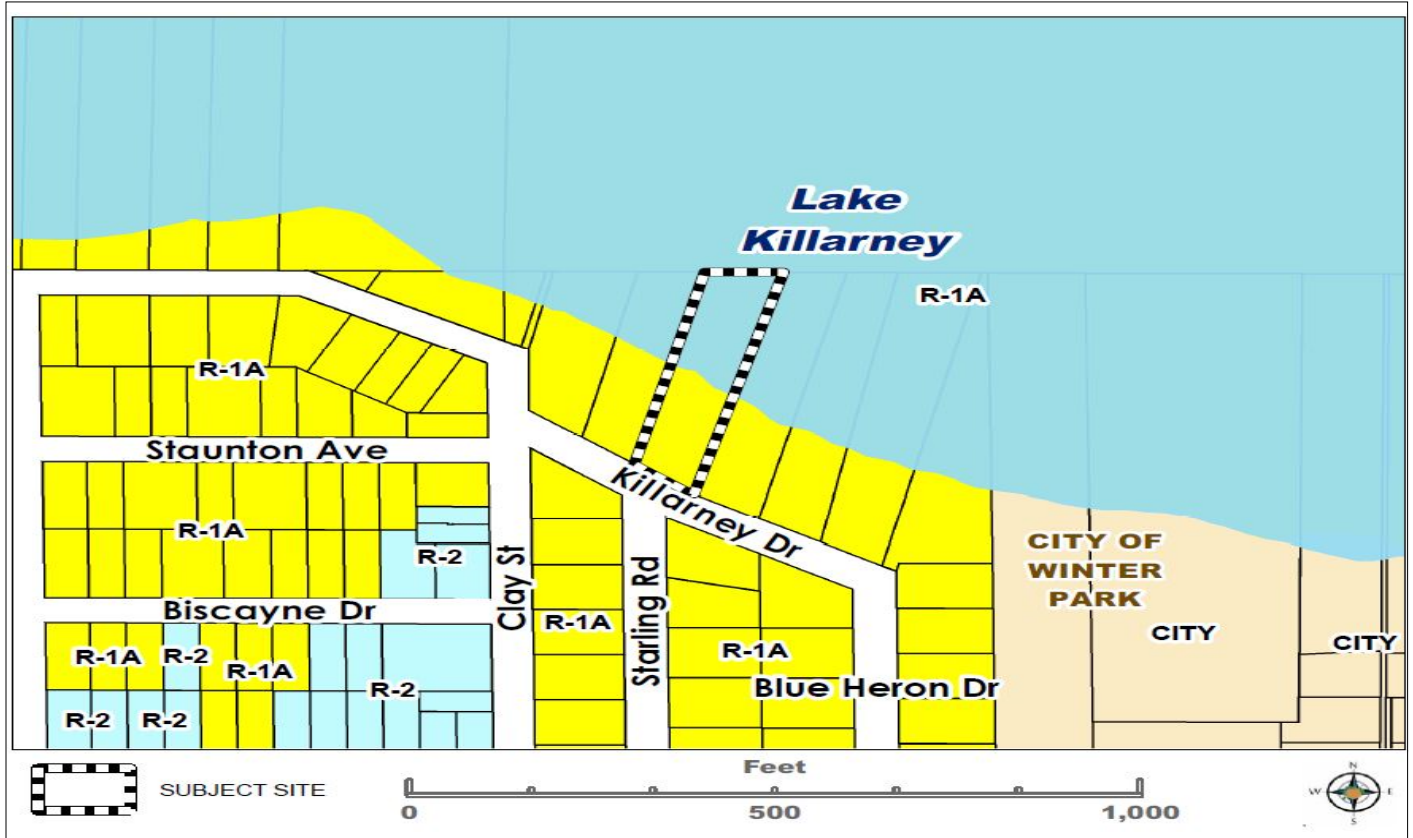 Lake
Killarney
R-1A
R-1A
Staunton Ave
Killarney Dr
R-1A
R-2
CITY OF
WINTER
PARK
Clay St
Starling Rd
Biscayne Dr
R-1A
CITY
CITY
R-1A
R-2
R-1A
R-1A
R-2
Blue Heron Dr
R-2
R-2
SUBJECT SITE
Feet
0
500
1,000
N
W
E
S